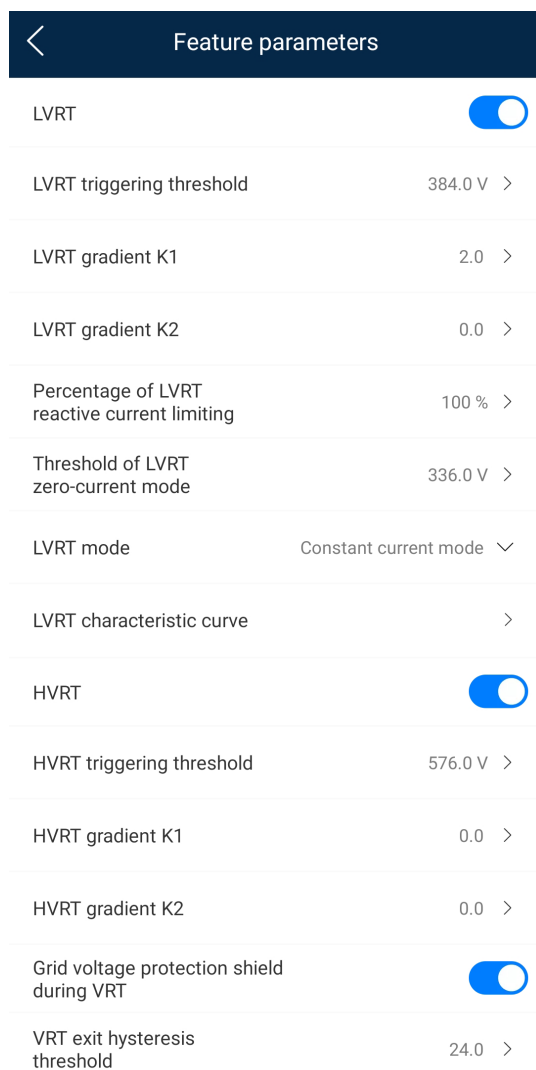 Feature parameters
LVRT
LVRT triggering threshold 384.0 V
LVRT gradient K1 2.0
LVRT gradient K2 0.0
Percentage of LVRT
reactive current limiting 100 %
Threshold of LVRT
zero-current mode 336.0 V
LVRT mode Constant current mode
LVRT characteristic curve
HVRT
HVRT triggering threshold 576.0 V
HVRT gradient K1 0.0
HVRT gradient K2 0.0
Grid voltage protection shield
during VRT
VRT exit hysteresis
threshold 24.0